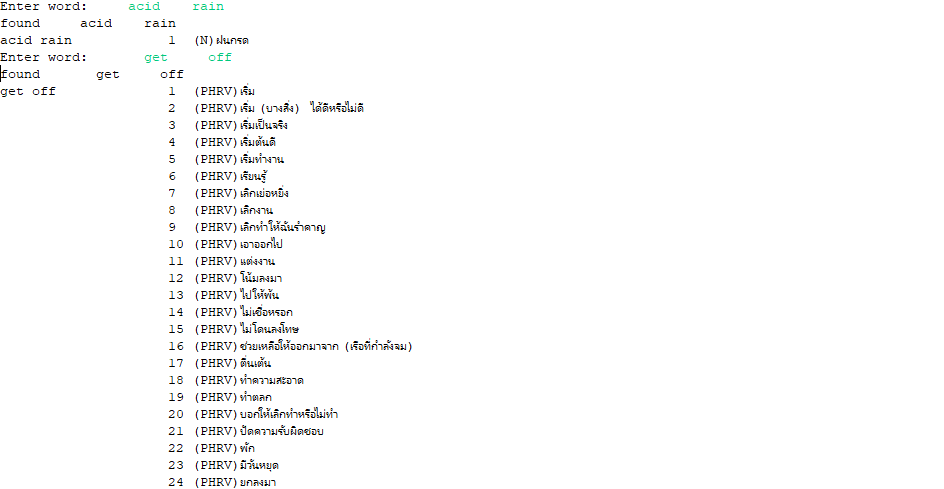 Enter word:     acid    rain
found     acid    rain
acid rain            1  (N)ฝนกรด
Enter word:       get     off
found       get     off
get off              1  (PHRV)เริ่ม
2  (PHRV)เริ่ม (บางสิ่ง) ได้ดีหรือไม่ดี
3  (PHRV)เริ่มเป็นจริง
4  (PHRV)เริ่มต้นดี
5  (PHRV)เริ่มทำงาน
6  (PHRV)เรียนรู้
7  (PHRV)เลิกเย่อหยิ่ง
8  (PHRV)เลิกงาน
9  (PHRV)เลิกทำให้ฉันรำคาญ
10 (PHRV)เอาออกไป
11 (PHRV)แต่งงาน
12 (PHRV)โน้มลงมา
13 (PHRV)ไปให้พ้น
14 (PHRV)ไม่เชื่อหรอก
15 (PHRV)ไม่โดนลงโทษ
16 (PHRV)ช่วยเหลือให้ออกมาจาก (เรือที่กำลังจม)
17 (PHRV)ตื่นเต้น
18 (PHRV)ทำความสะอาด
19 (PHRV)ทำตลก
20 (PHRV)บอกให้เลิกทำหรือไม่ทำ
21 (PHRV)ปัดความรับผิดชอบ
22 (PHRV)พัก
23 (PHRV)มีวันหยุด
24 (PHRV)ยกลงมา